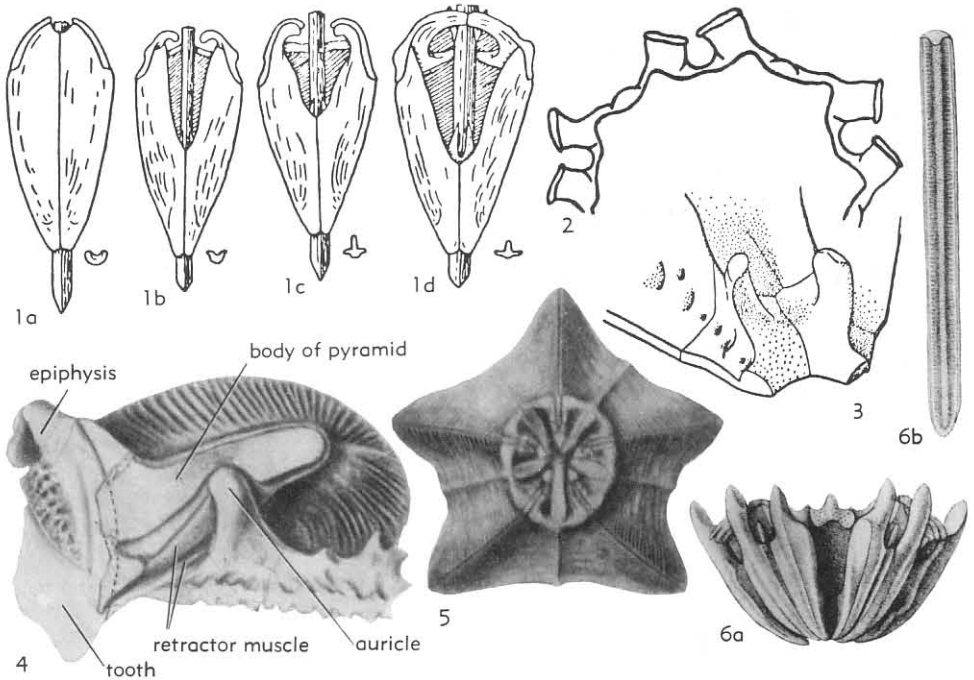 1a
1b
1c
1d
2
3
6b
epiphysis
body of pyramid
4
tooth
retractor muscle
auricle
5
6a